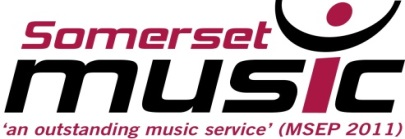 Somerset
music
'an outstanding music service' (MSEP 2011)